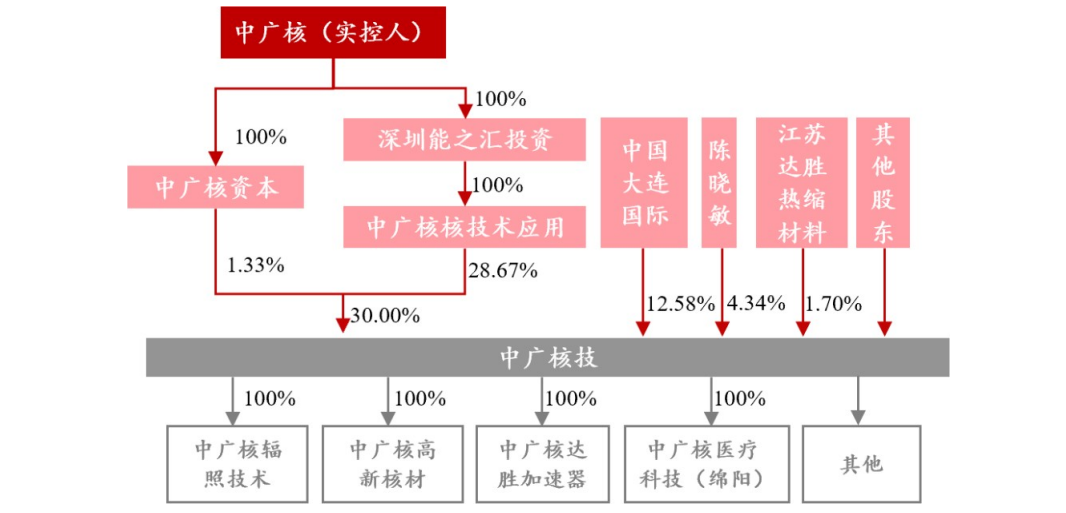 中广核（实控人）
100%
100%
深圳能之汇投资
中广核资本
100%
中广核核技术应用
中国
大连
国际
陈
晓
敏
江苏
达胜
热缩
材料
其
他
股
东
1.33%
28.67%
30.00%
12.58%
4.34%
1.70%
中广核技
100%
100%
100%
100%
中广核辐
照技术
中广核高
新核材
中广核达
胜加速器
中广核医疗
科技（绵阳）
其他